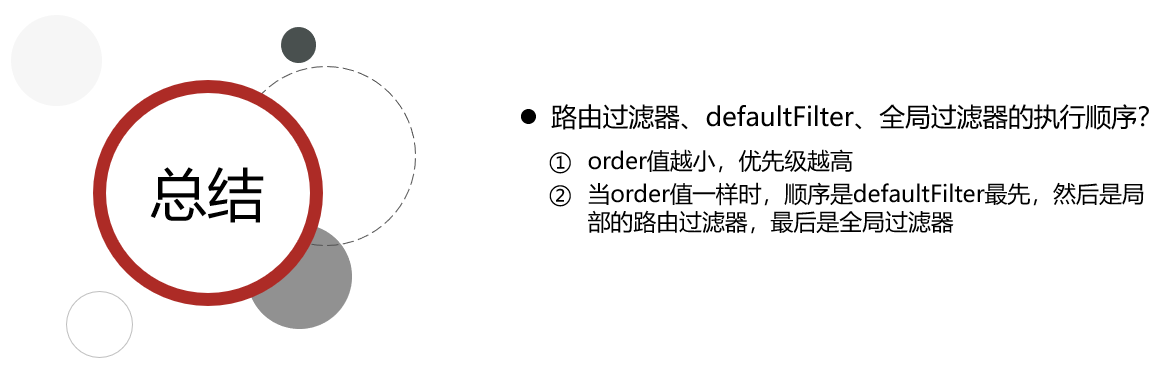 总结
● 路由过滤器、defaultFilter、全局过滤器的执行顺序？
① order值越小，优先级越高
② 当order值一样时，顺序是defaultFilter最先，然后是局
部的路由过滤器，最后是全局过滤器